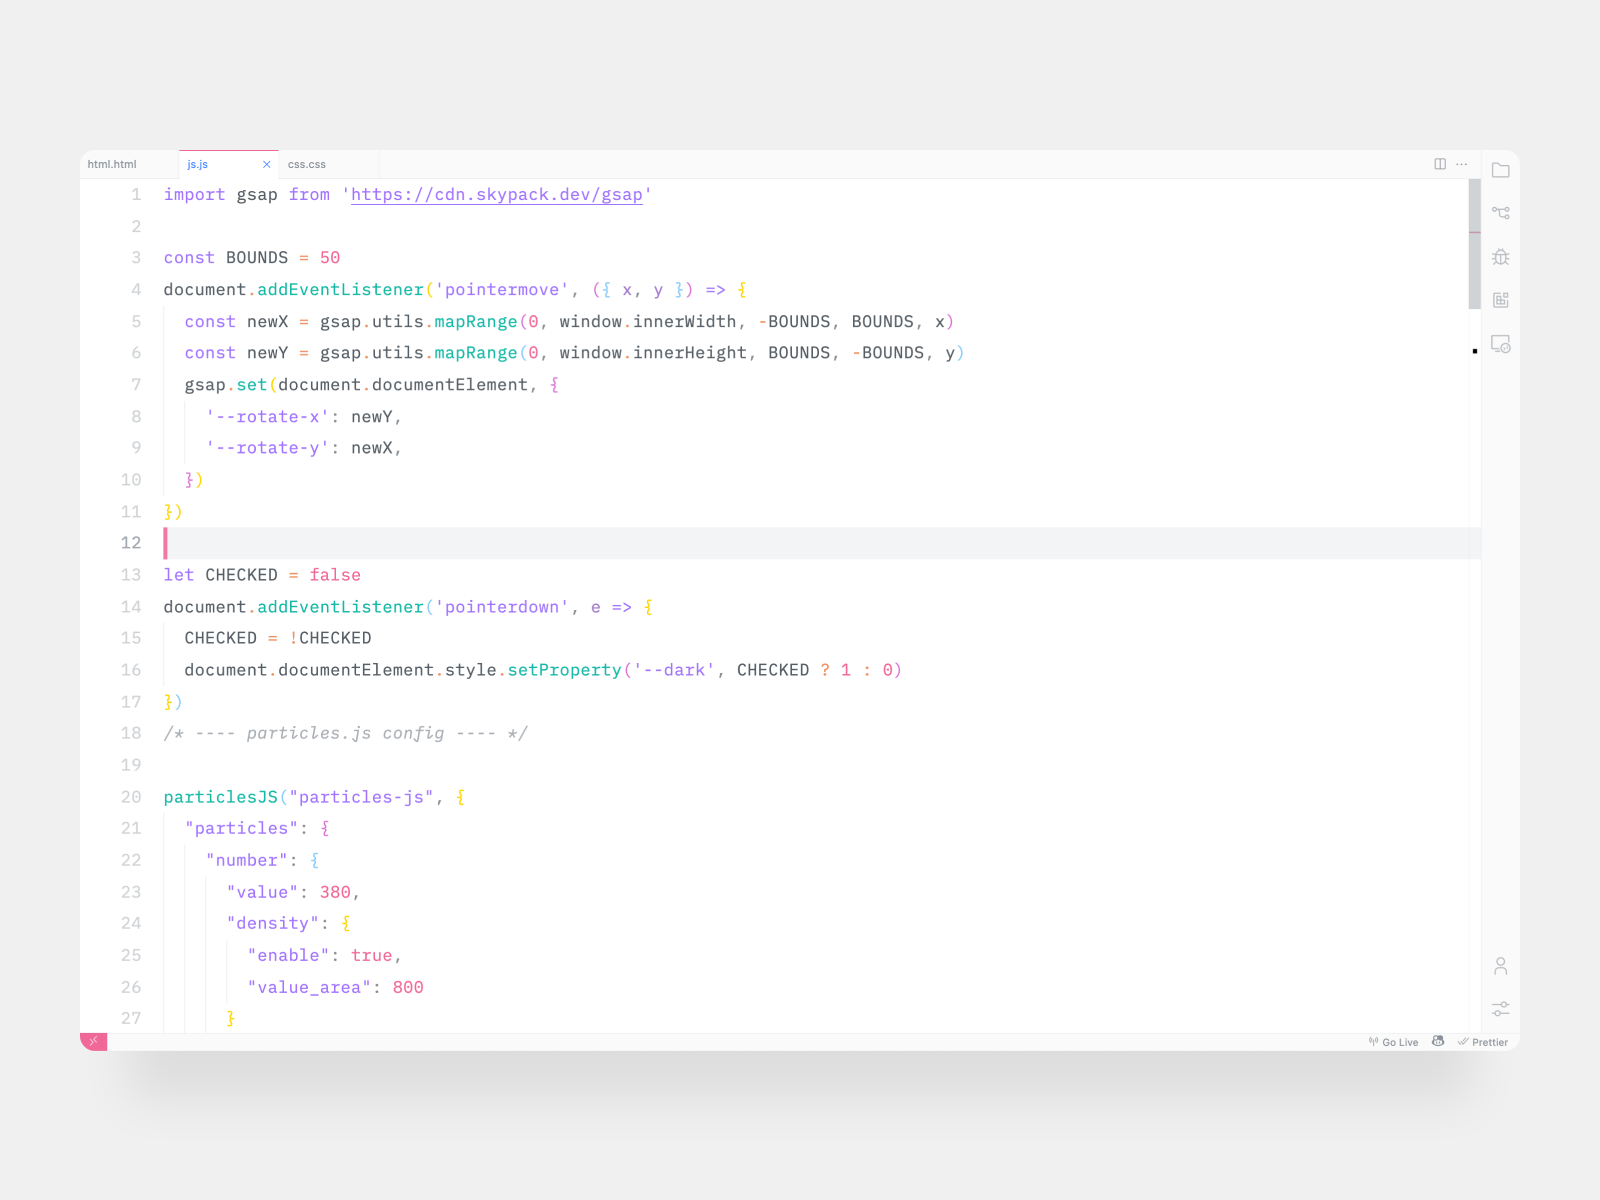 html.html js.js css.css
1 import gsap from 'https://cdn.skypack.dev/gsap'
2
3 const BOUNDS = 50
4 document.addEventListener('pointermove', ({ x, y }) => {
5   const newX = gsap.utils.mapRange(0, window.innerWidth, -BOUNDS, BOUNDS, x)
6   const newY = gsap.utils.mapRange(0, window.innerHeight, BOUNDS, -BOUNDS, y)
7   gsap.set(document.documentElement, {
8     '--rotate-x': newY,
9     '--rotate-y': newX,
10   })
11 })
12
13 let CHECKED = false
14 document.addEventListener('pointerdown', e => {
15   CHECKED = !CHECKED
16   document.documentElement.style.setProperty('--dark', CHECKED ? 1 : 0)
17 })
18 /* ---- particles.js config ---- */
19
20 particlesJS("particles-js", {
21   "particles": {
22     "number": {
23       "value": 380,
24       "density": {
25         "enable": true,
26         "value_area": 800
27       }
Go Live Prettier